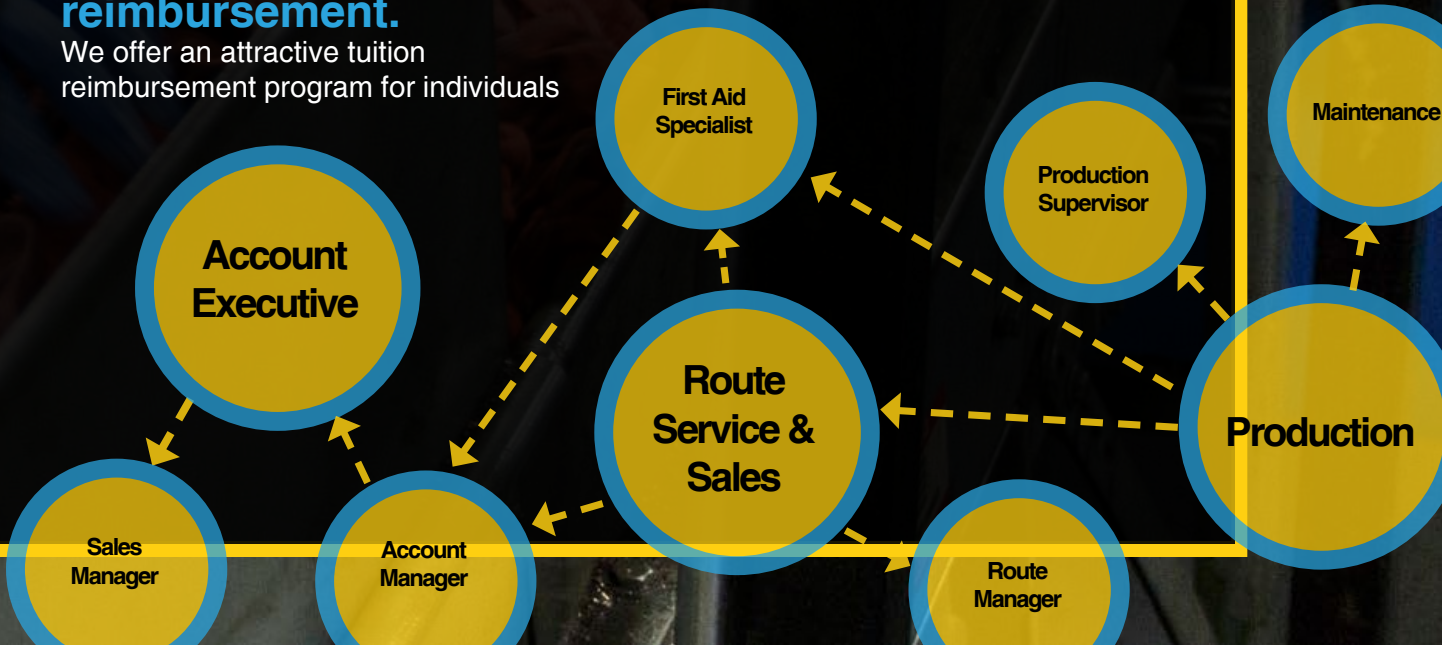 reimbursement.
We offer an attractive tuition
reimbursement program for individuals
First Aid
Specialist
Maintenance
Production
Supervisor
Account
Executive
Route
Service &
Sales
Production
Sales
Manager
Account
Manager
Route
Manager